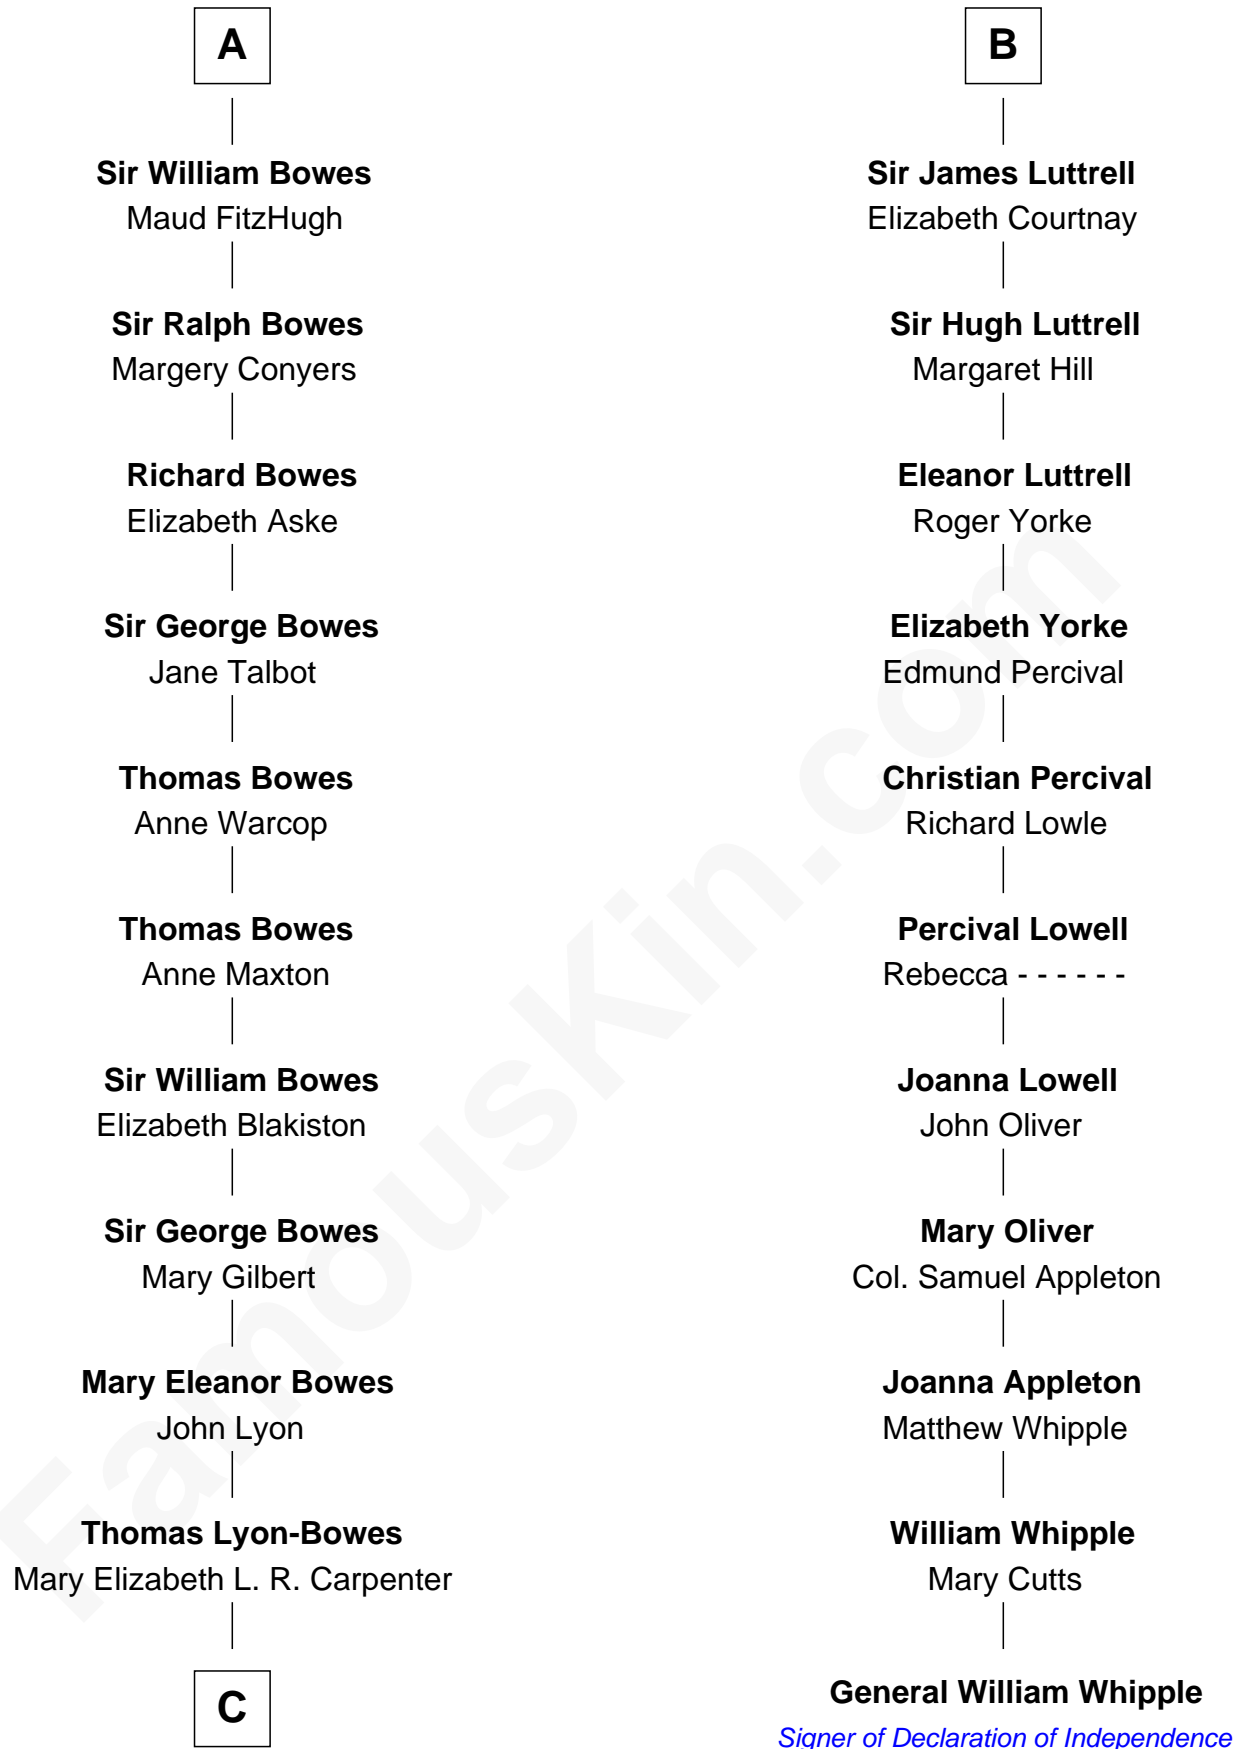 A
Sir William Bowes
Maud FitzHugh
Sir Ralph Bowes
Margery Conyers
Richard Bowes
Elizabeth Aske
Sir George Bowes
Jane Talbot
Thomas Bowes
Anne Warcop
Thomas Bowes
Anne Maxton
Sir William Bowes
Elizabeth Blakiston
Sir George Bowes
Mary Gilbert
Mary Eleanor Bowes
John Lyon
Thomas Lyon-Bowes
Mary Elizabeth L. R. Carpenter
C
B
Sir James Luttrell
Elizabeth Courtnay
Sir Hugh Luttrell
Margaret Hill
Eleanor Luttrell
Roger Yorke
Elizabeth Yorke
Edmund Percival
Christian Percival
Richard Lowle
Percival Lowell
Rebecca - - - - - -
Joanna Lowell
John Oliver
Mary Oliver
Col. Samuel Appleton
Joanna Appleton
Matthew Whipple
William Whipple
Mary Cutts
General William Whipple
Signer of Declaration of Independence
FamousKin.com